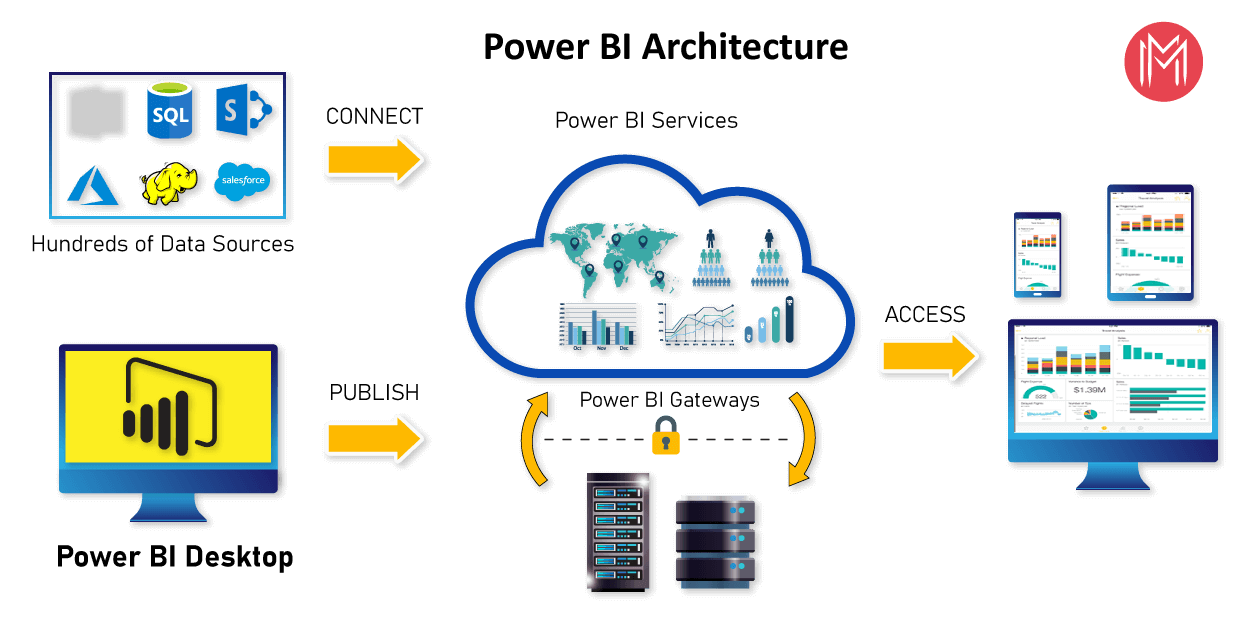 Power BI Architecture
SQL
S
salesforce
CONNECT
Hundreds of Data Sources
Power BI Services
Oct
Nov
Dec
ACCESS
PUBLISH
Power BI Gateways
Power BI Desktop
$1.39M
522